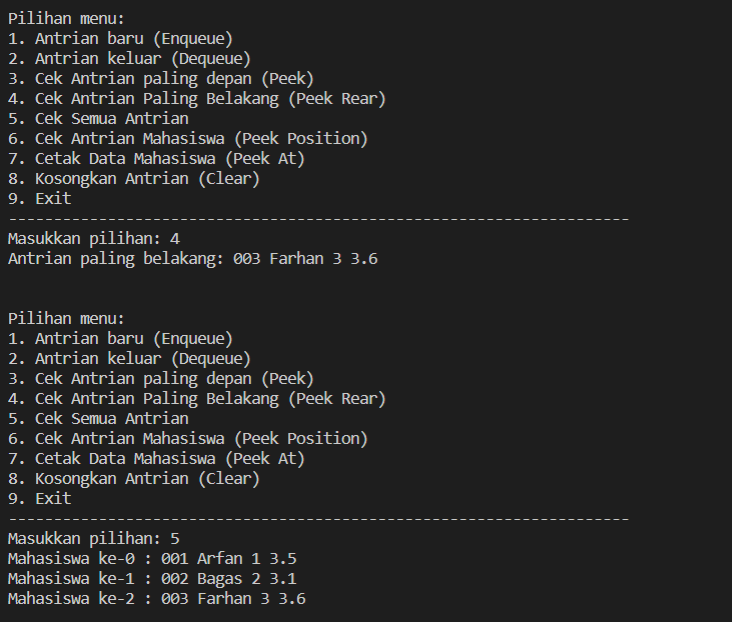 Pilihan menu:
1. Antrian baru (Enqueue)
2. Antrian keluar (Dequeue)
3. Cek Antrian paling depan (Peek)
4. Cek Antrian Paling Belakang (Peek Rear)
5. Cek Semua Antrian
6. Cek Antrian Mahasiswa (Peek Position)
7. Cetak Data Mahasiswa (Peek At)
8. Kosongkan Antrian (Clear)
9. Exit
---------------------------------------------------------------------
Masukkan pilihan: 4
Antrian paling belakang: 003 Farhan 3 3.6
Pilihan menu:
1. Antrian baru (Enqueue)
2. Antrian keluar (Dequeue)
3. Cek Antrian paling depan (Peek)
4. Cek Antrian Paling Belakang (Peek Rear)
5. Cek Semua Antrian
6. Cek Antrian Mahasiswa (Peek Position)
7. Cetak Data Mahasiswa (Peek At)
8. Kosongkan Antrian (Clear)
9. Exit
---------------------------------------------------------------------
Masukkan pilihan: 5
Mahasiswa ke-0 : 001 Arfan 1 3.5
Mahasiswa ke-1 : 002 Bagas 2 3.1
Mahasiswa ke-2 : 003 Farhan 3 3.6